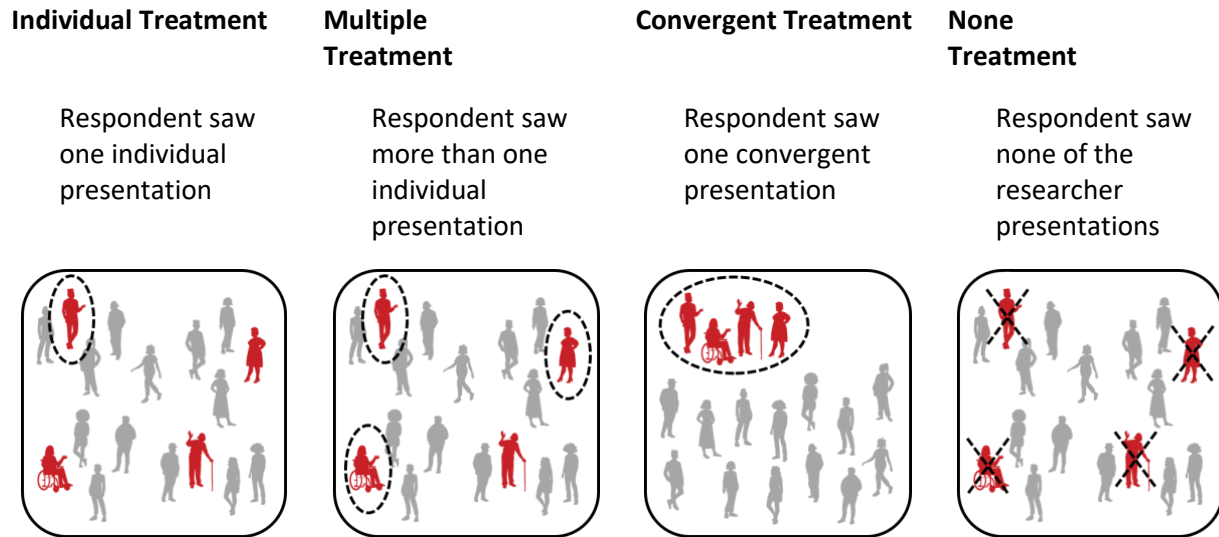 Individual Treatment
Respondent saw
one individual
presentation
Multiple
Treatment
Respondent saw
more than one
individual
presentation
Convergent Treatment
Respondent saw
one convergent
presentation
None
Treatment
Respondent saw
none of the
researcher
presentations